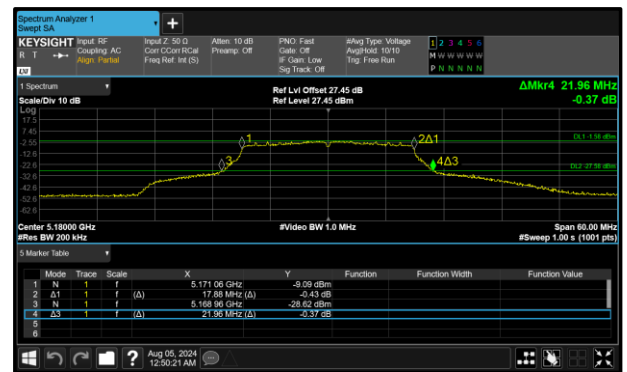 Spectrum Analyzer 1
Swept SA
KEYSIGHT Input: RF Input Z: 50 Ω Atten: 10 dB PNO: Fast #Avg Type: Voltage 1 2 3 4 5 6
R T Coupling: AC Corr CCorr RCal Preamp: Off Gate: Off Avg|Hold: 10/10 M W W W W W
Align: Partial Freq Ref: Int (S) IF Gain: Low Trig: Free Run P N N N N N
Sig Track: Off
1 Spectrum
Ref Lvl Offset 27.45 dB ΔMkr4 21.96 MHz
Scale/Div 10 dB Ref Level 27.45 dBm -0.37 dB
Log
17.5
7.45
-2.55 1 2Δ1 DL1 -1.58 dBm
-12.6
-22.6 3 4Δ3 DL2 -27.58 dBm
-32.6
-42.6
-52.6
-62.6
Center 5.18000 GHz #Video BW 1.0 MHz Span 60.00 MHz
#Res BW 200 kHz #Sweep 1.00 s (1001 pts)
5 Marker Table
Mode Trace Scale X Y Function Function Width Function Value
1 N 1 f 5.171 06 GHz -9.09 dBm
2 Δ1 1 f (Δ) 17.88 MHz (Δ) -0.43 dB
3 N 1 f 5.168 96 GHz -28.62 dBm
4 Δ3 1 f (Δ) 21.96 MHz (Δ) -0.37 dB
5
6
Aug 05, 2024
12:50:21 AM